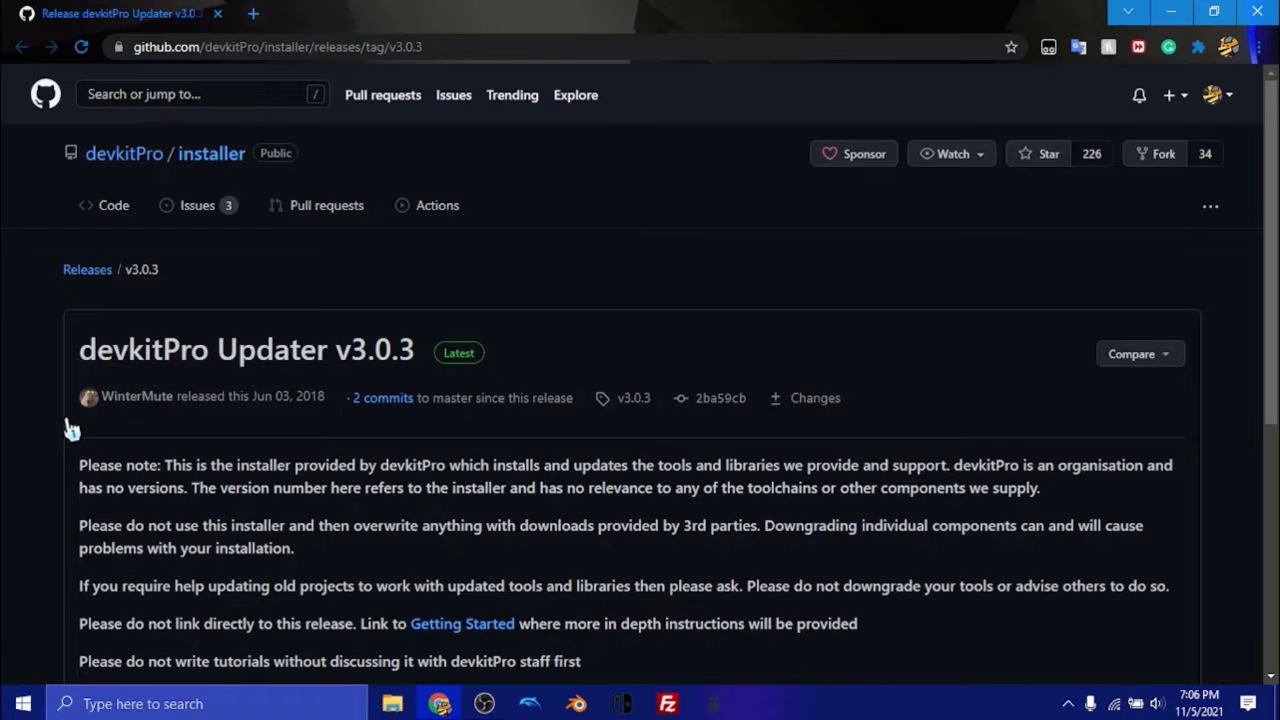 Release devkitPro Updater v3.0.3
github.com/devkitPro/installer/releases/tag/v3.0.3
Search or jump to... /
Pull requests Issues Trending Explore
devkitPro / installer Public
Sponsor Watch Star 226 Fork 34
Code Issues 3 Pull requests Actions
Releases / v3.0.3
devkitPro Updater v3.0.3 Latest
Compare
WinterMute released this Jun 03, 2018 · 2 commits to master since this release v3.0.3 2ba59cb Changes
Please note: This is the installer provided by devkitPro which installs and updates the tools and libraries we provide and support. devkitPro is an organisation and
has no versions. The version number here refers to the installer and has no relevance to any of the toolchains or other components we supply.
Please do not use this installer and then overwrite anything with downloads provided by 3rd parties. Downgrading individual components can and will cause
problems with your installation.
If you require help updating old projects to work with updated tools and libraries then please ask. Please do not downgrade your tools or advise others to do so.
Please do not link directly to this release. Link to Getting Started where more in depth instructions will be provided
Please do not write tutorials without discussing it with devkitPro staff first
Type here to search
Fz
7:06 PM
11/5/2021